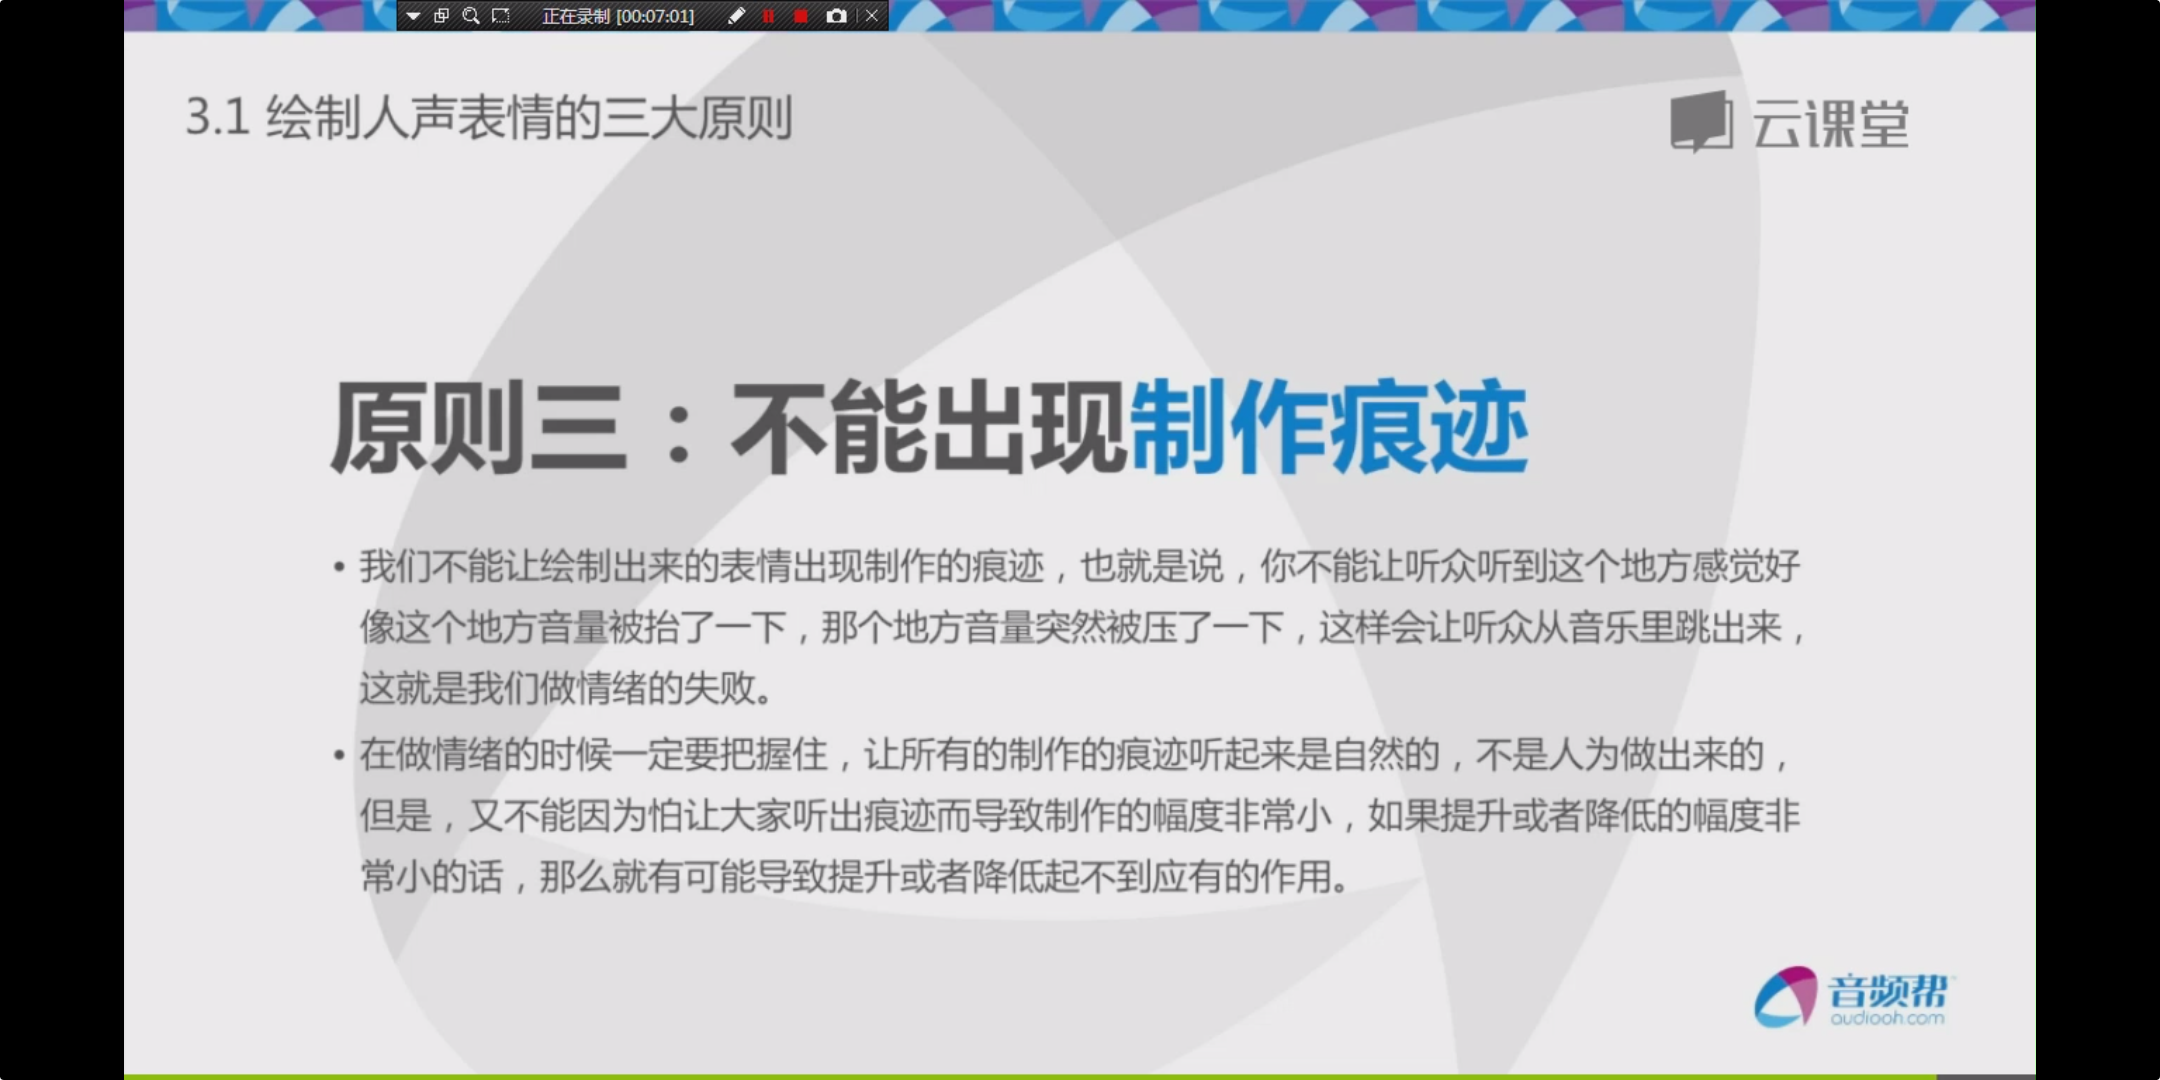 正在录制 [00:07:01]
3.1 绘制人声表情的三大原则
云课堂
原则三：不能出现制作痕迹
• 我们不能让绘制出来的表情出现制作的痕迹，也就是说，你不能让听众听到这个地方感觉好
像这个地方音量被抬了一下，那个地方音量突然被压了一下，这样会让听众从音乐里跳出来，
这就是我们做情绪的失败。
• 在做情绪的时候一定要把握住，让所有的制作的痕迹听起来是自然的，不是人为做出来的，
但是，又不能因为怕让大家听出痕迹而导致制作的幅度非常小，如果提升或者降低的幅度非
常小的话，那么就有可能导致提升或者降低起不到应有的作用。
音频帮
audiooh.com